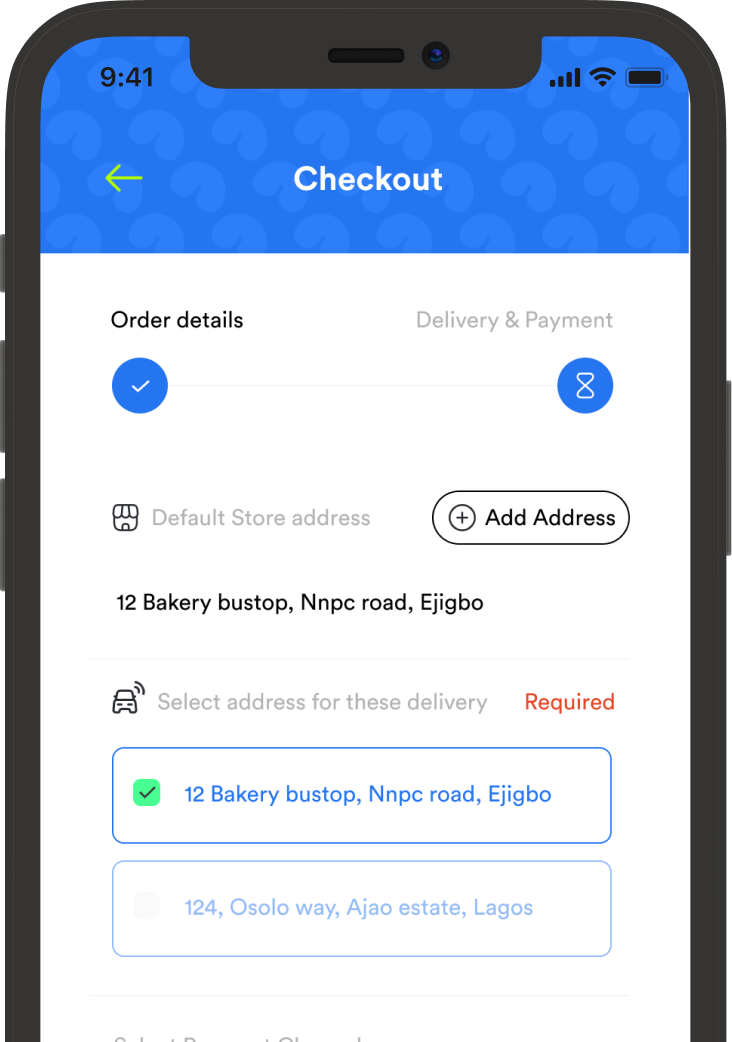 9:41
Checkout
Order details
Delivery & Payment
Default Store address
Add Address
12 Bakery bustop, Nnpc road, Ejigbo
Select address for these delivery
Required
12 Bakery bustop, Nnpc road, Ejigbo
124, Osolo way, Ajao estate, Lagos